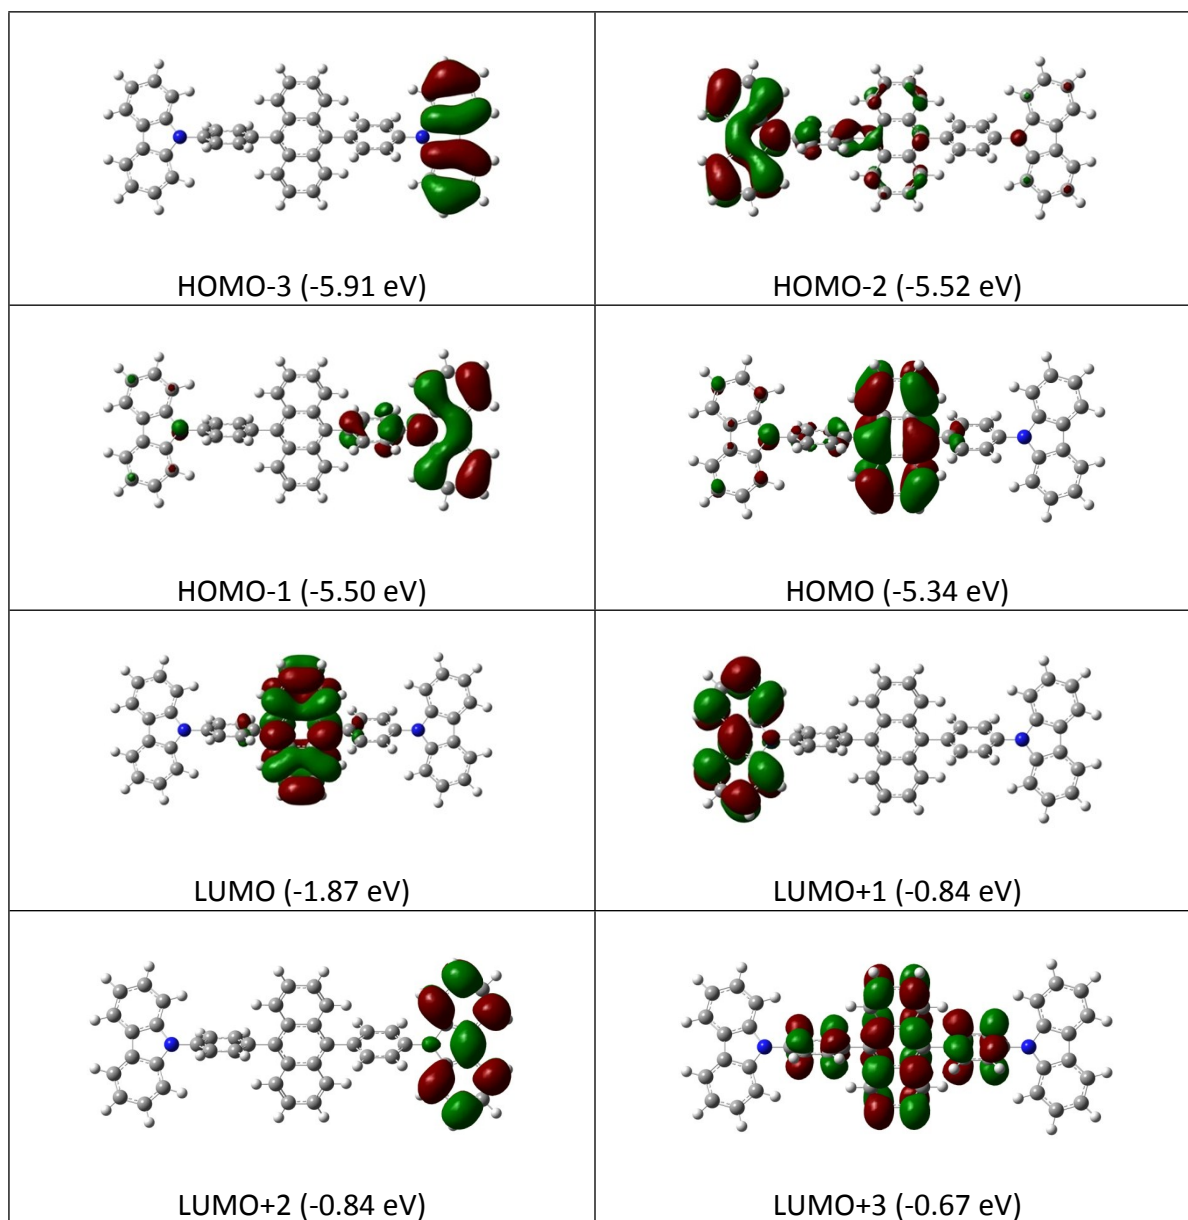 HOMO-3 (-5.91 eV)
HOMO-2 (-5.52 eV)
HOMO-1 (-5.50 eV)
HOMO (-5.34 eV)
LUMO (-1.87 eV)
LUMO+1 (-0.84 eV)
LUMO+2 (-0.84 eV)
LUMO+3 (-0.67 eV)